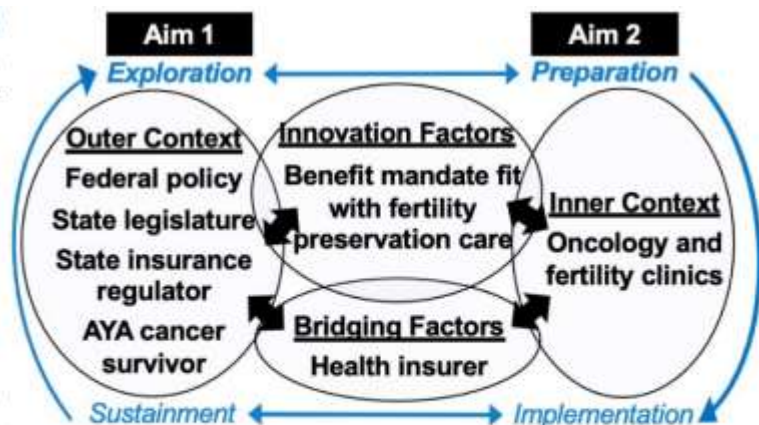 Aim 1
Aim 2
Exploration
Preparation
Outer Context
Federal policy
State legislature
State insurance
regulator
AYA cancer
survivor
Innovation Factors
Benefit mandate fit
with fertility
preservation care
Bridging Factors
Health insurer
Inner Context
Oncology and
fertility clinics
Sustainment
Implementation